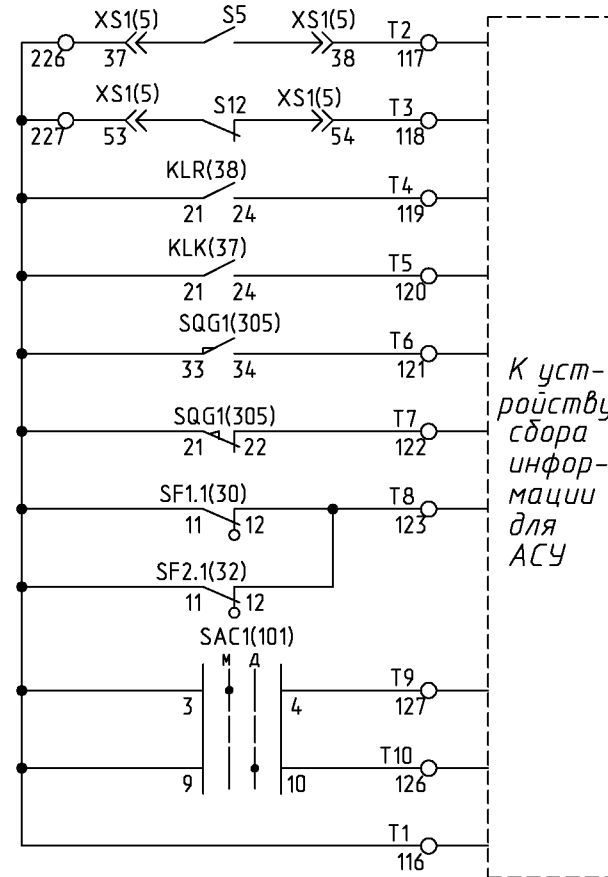 XS1(5) S5 XS1(5) T2
226 37 38 117
XS1(5) S12 XS1(5) T3
227 53 54 118
KLR(38) T4
21 24 119
KLK(37) T5
21 24 120
SQG1(305) T6
33 34 121
SQG1(305) T7
21 22 122
SF1.1(30) T8
11 12 123
SF2.1(32)
11 12
SAC1(101)
М Д
T9
3 4 127
T10
9 10 126
T1
116
К уст-
ройству
сбора
инфор-
мации
для
АСУ